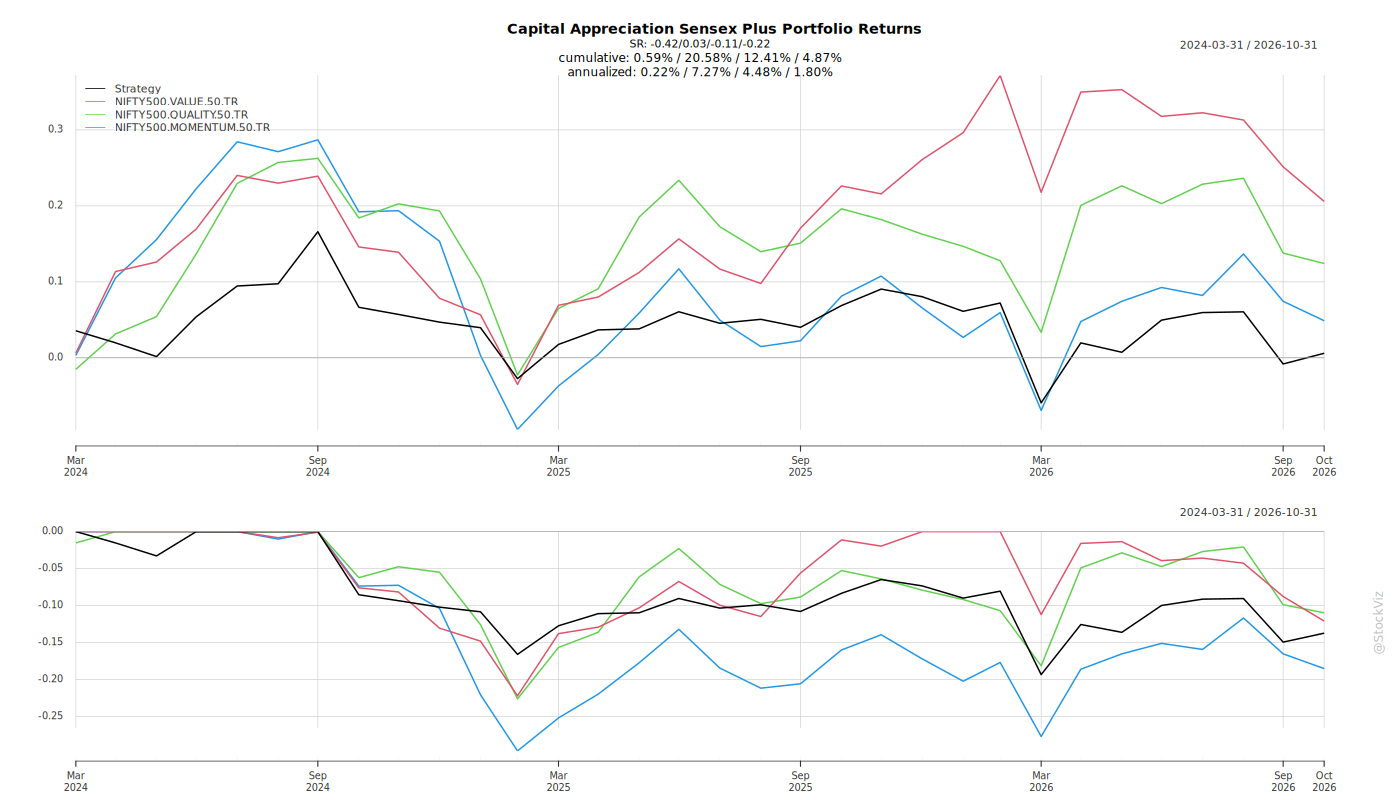 Capital Appreciation Sensex Plus Portfolio Returns
SR: -0.42/0.03/-0.11/-0.22
cumulative: 0.59% / 20.58% / 12.41% / 4.87%
annualized: 0.22% / 7.27% / 4.48% / 1.80%
2024-03-31 / 2026-10-31
Strategy
NIFTY500.VALUE.50.TR
NIFTY500.QUALITY.50.TR
NIFTY500.MOMENTUM.50.TR
0.3
0.2
0.1
0.0
Mar Sep Mar Sep Mar Sep Oct
2024 2024 2025 2025 2026 2026 2026
2024-03-31 / 2026-10-31
0.00
-0.05
-0.10
-0.15
-0.20
-0.25
Mar Sep Mar Sep Mar Sep Oct
2024 2024 2025 2025 2026 2026 2026
@StockViz